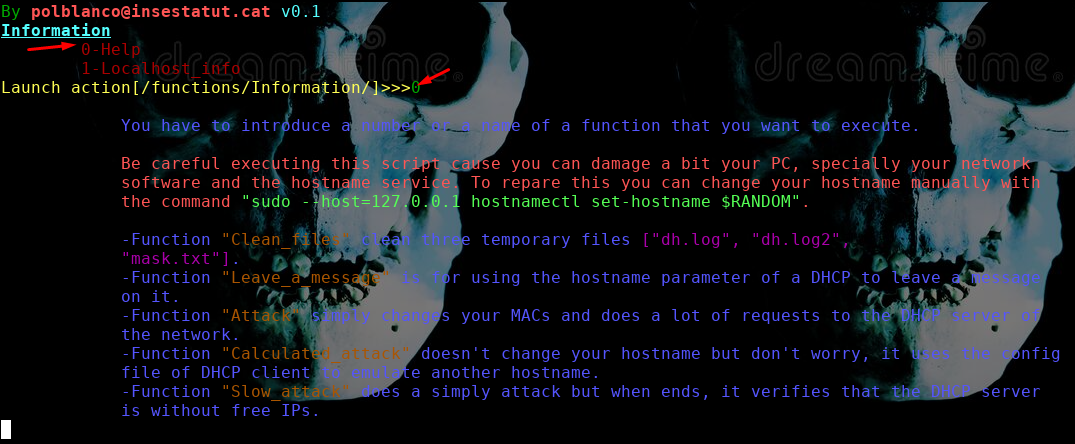 By polblanco@insestatut.cat v0.1
Information
0-Help
1-Localhost_info
Launch action[/functions/Information/]>>>0
You have to introduce a number or a name of a function that you want to execute.
Be careful executing this script cause you can damage a bit your PC, specially your network
software and the hostname service. To repare this you can change your hostname manually with
the command "sudo --host=127.0.0.1 hostnamectl set-hostname $RANDOM".
-Function "Clean_files" clean three temporary files ["dh.log", "dh.log2",
"mask.txt"].
-Function "Leave_a_message" is for using the hostname parameter of a DHCP to leave a message
on it.
-Function "Attack" simply changes your MACs and does a lot of requests to the DHCP server of
the network.
-Function "Calculated_attack" doesn't change your hostname but don't worry, it uses the config
file of DHCP client to emulate another hostname.
-Function "Slow_attack" does a simply attack but when ends, it verifies that the DHCP server
is without free IPs.
dreamstime
dreamstime